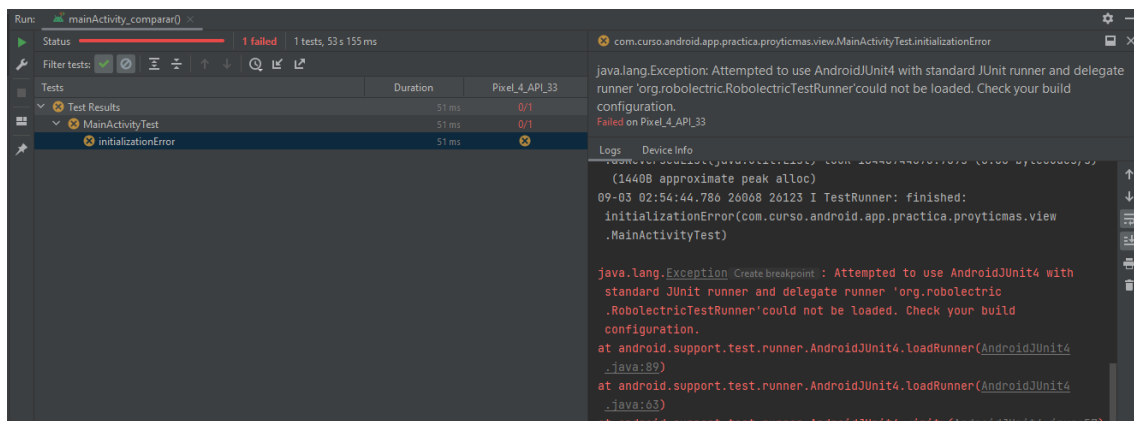 Run: mainActivity_comparar()
Status 1 failed 1 tests, 53 s 155 ms
Filter tests:
Tests Duration Pixel_4_API_33
Test Results 51 ms 0/1
MainActivityTest 51 ms 0/1
initializationError 51 ms
com.curso.android.app.practica.proyticmas.view.MainActivityTest.initializationError
java.lang.Exception: Attempted to use AndroidJUnit4 with standard JUnit runner and delegate
runner 'org.robolectric.RobolectricTestRunner'could not be loaded. Check your build
configuration.
Failed on Pixel_4_API_33
Logs Device Info
(1440B approximate peak alloc)
09-03 02:54:44.786 26068 26123 I TestRunner: finished:
initializationError(com.curso.android.app.practica.proyticmas.view
.MainActivityTest)
java.lang.Exception Create breakpoint : Attempted to use AndroidJUnit4 with
standard JUnit runner and delegate runner 'org.robolectric
.RobolectricTestRunner'could not be loaded. Check your build
configuration.
at android.support.test.runner.AndroidJUnit4.loadRunner(AndroidJUnit4
.java:89)
at android.support.test.runner.AndroidJUnit4.loadRunner(AndroidJUnit4
.java:63)